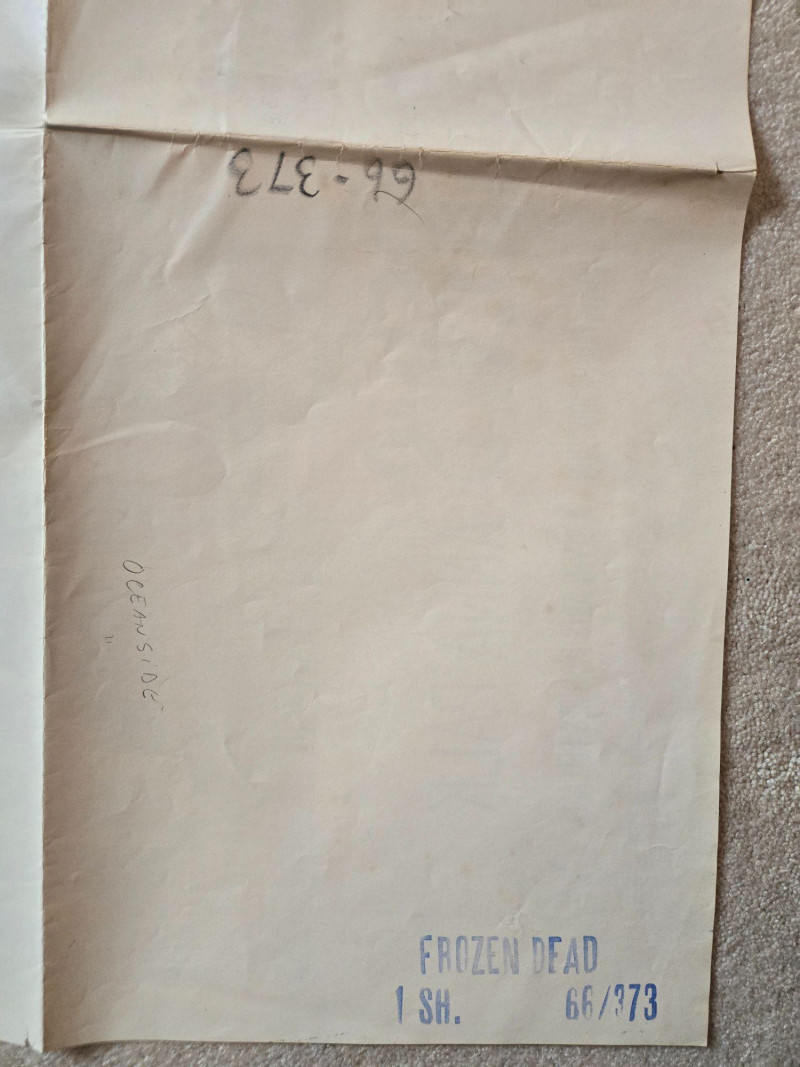 66-373
OCEANSIDE
"
FROZEN DEAD
1 SH. 66/373